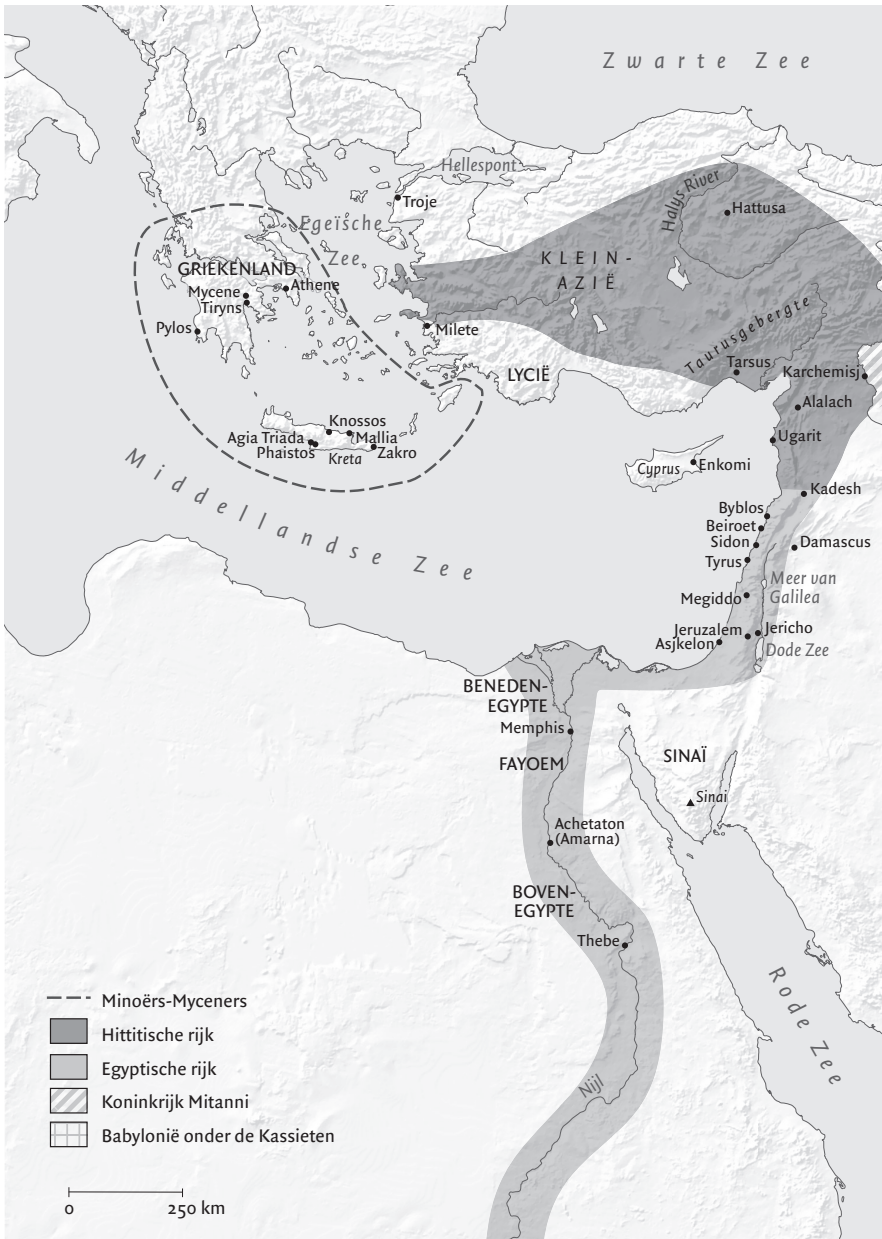 Zwarte Zee
Hellespont
Troje
Halys River
Hattusa
Egeïsche
Zee
KLEIN-
AZIË
GRIEKENLAND
Athene
Mycene
Tiryns
Pylos
Milete
Taurusgebergte
LYCIË
Tarsus
Karchemisj
Alalach
Knossos
Agia Triada
Mallia
Phaistos
Kreta
Zakro
Ugarit
Cyprus
Enkomi
Middellandse Zee
Kadesh
Byblos
Beiroet
Sidon
Damascus
Tyrus
Meer van
Galilea
Megiddo
Jeruzalem
Jericho
Asjkelon
Dode Zee
BENEDEN-
EGYPTE
Memphis
FAYOEM
SINAÏ
Sinai
Achetaton
(Amarna)
BOVEN-
EGYPTE
Thebe
Rode Zee
Nijl
Minoërs-Myceners
Hittitische rijk
Egyptische rijk
Koninkrijk Mitanni
Babylonië onder de Kassieten
0 250 km